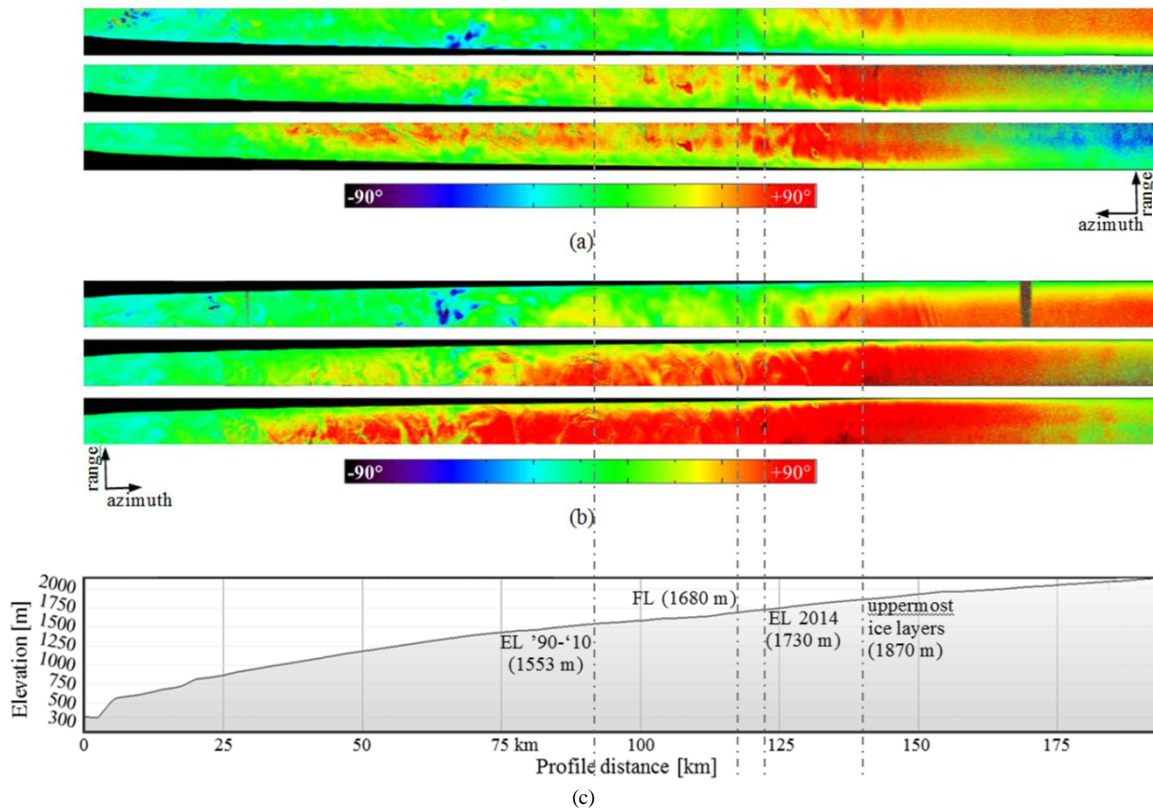 -90° +90°
range
azimuth
(a)
-90° +90°
range
azimuth
(b)
Elevation [m]
2000
1750
1500
1250
1000
750
500
300
FL (1680 m)
EL '90-‘10
(1553 m)
EL 2014
(1730 m)
uppermost
ice layers
(1870 m)
0 25 50 75 km 100 125 150 175
Profile distance [km]
(c)